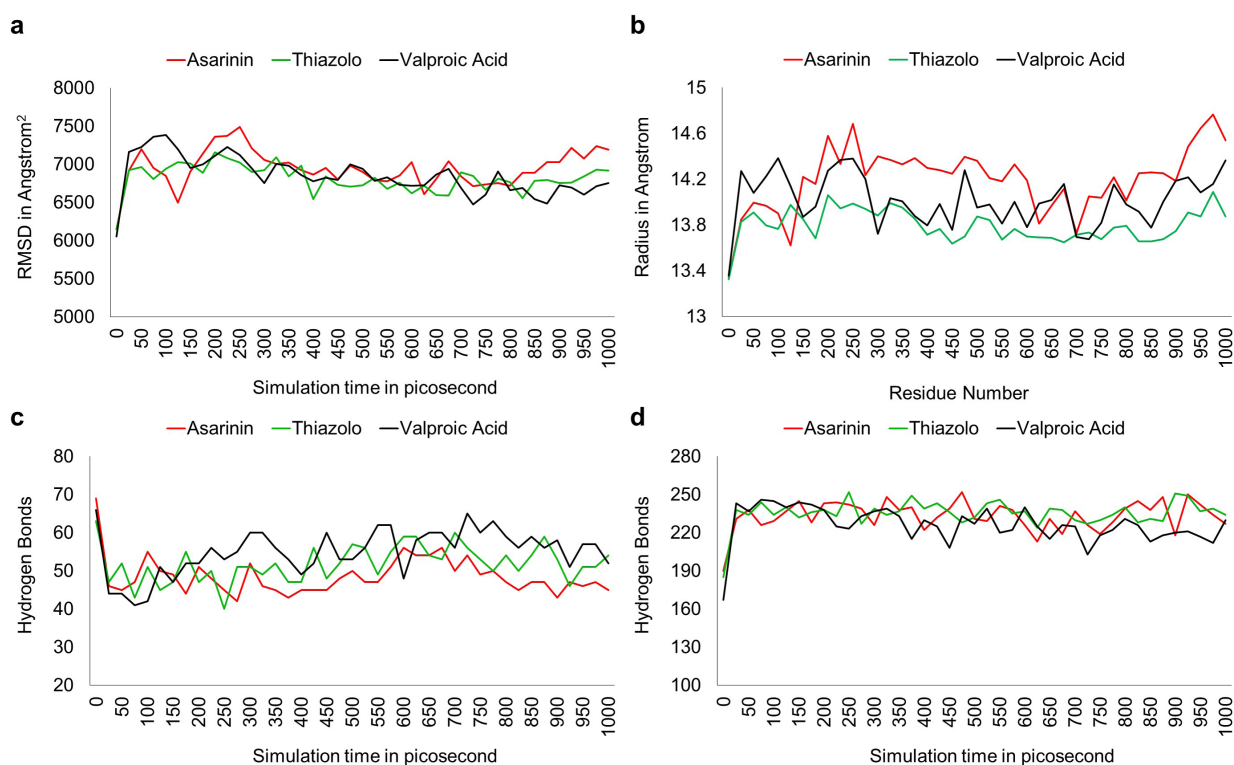 a
Asarinin Thiazolo Valproic Acid
RMSD in Angstrom²
8000
7500
7000
6500
6000
5500
5000
0 50 100 150 200 250 300 350 400 450 500 550 600 650 700 750 800 850 900 950 1000
Simulation time in picosecond
b
Asarinin Thiazolo Valproic Acid
Radius in Angstrom
15
14.6
14.2
13.8
13.4
13
0 50 100 150 200 250 300 350 400 450 500 550 600 650 700 750 800 850 900 950 1000
Residue Number
c
Asarinin Thiazolo Valproic Acid
Hydrogen Bonds
80
70
60
50
40
30
20
0 50 100 150 200 250 300 350 400 450 500 550 600 650 700 750 800 850 900 950 1000
Simulation time in picosecond
d
Asarinin Thiazolo Valproic Acid
Hydrogen Bonds
280
250
220
190
160
130
100
0 50 100 150 200 250 300 350 400 450 500 550 600 650 700 750 800 850 900 950 1000
Simulation time in picosecond